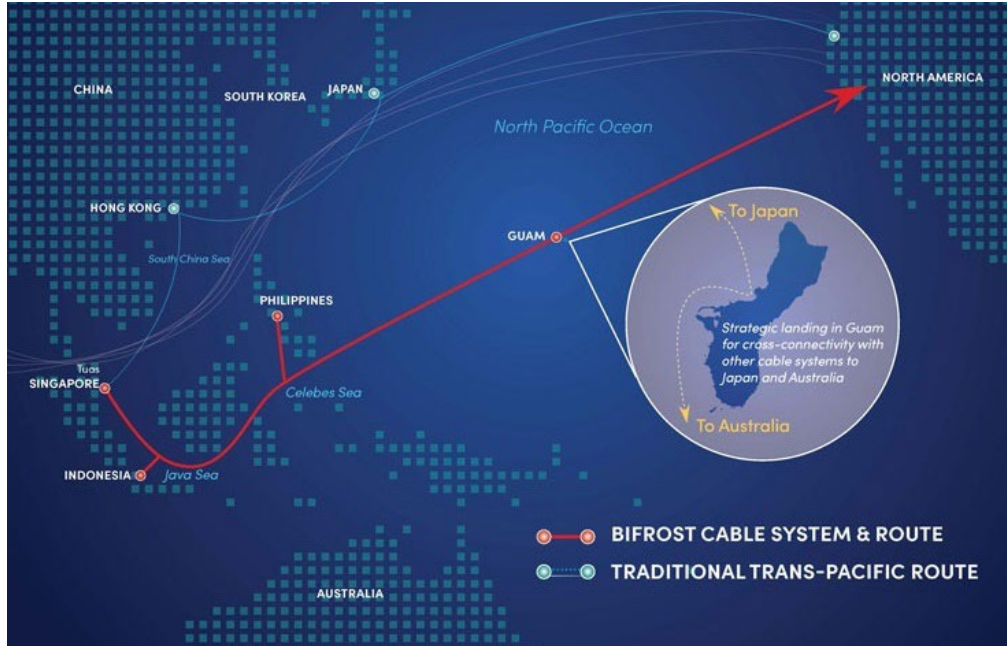 CHINA
SOUTH KOREA
JAPAN
NORTH AMERICA
North Pacific Ocean
HONG KONG
South China Sea
GUAM
To Japan
PHILIPPINES
Strategic landing in Guam
for cross-connectivity with
other cable systems to
Japan and Australia
Tuas
SINGAPORE
Celebes Sea
To Australia
INDONESIA
Java Sea
BIFROST CABLE SYSTEM & ROUTE
TRADITIONAL TRANS-PACIFIC ROUTE
AUSTRALIA